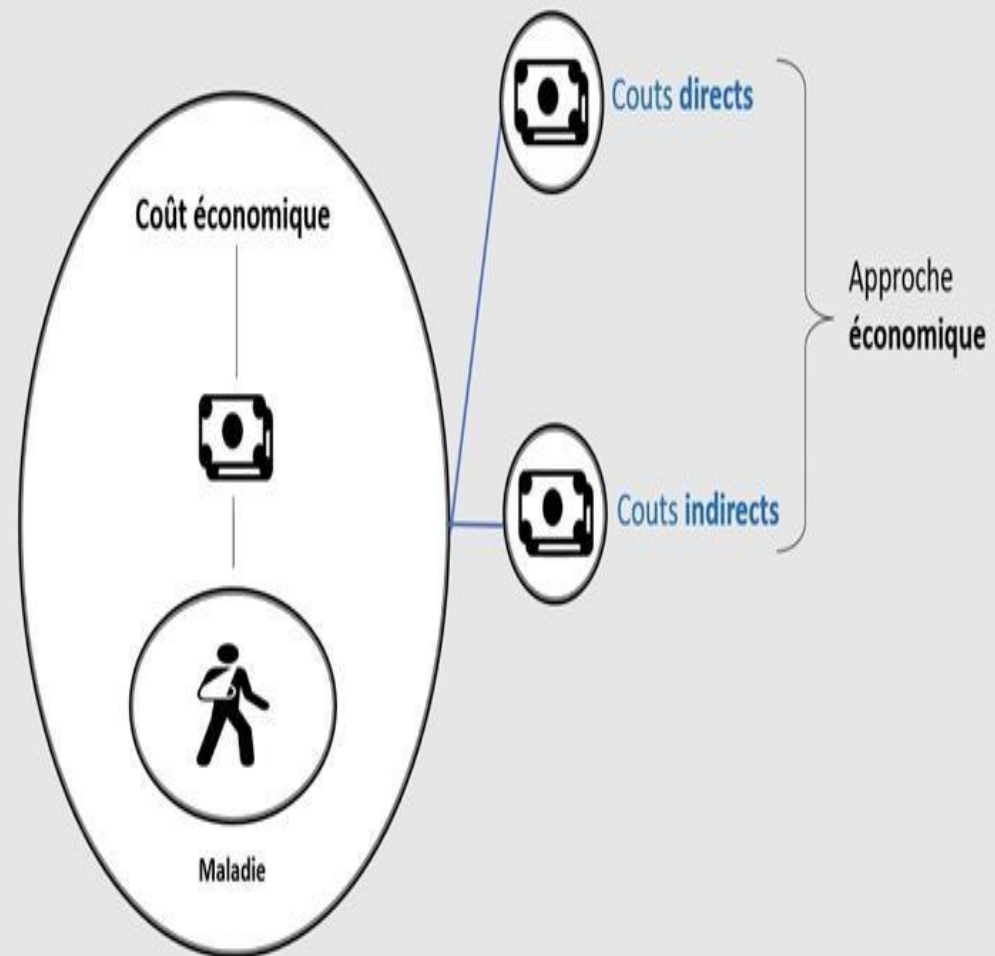 Coût économique
Maladie
Couts directs
Couts indirects
Approche
économique